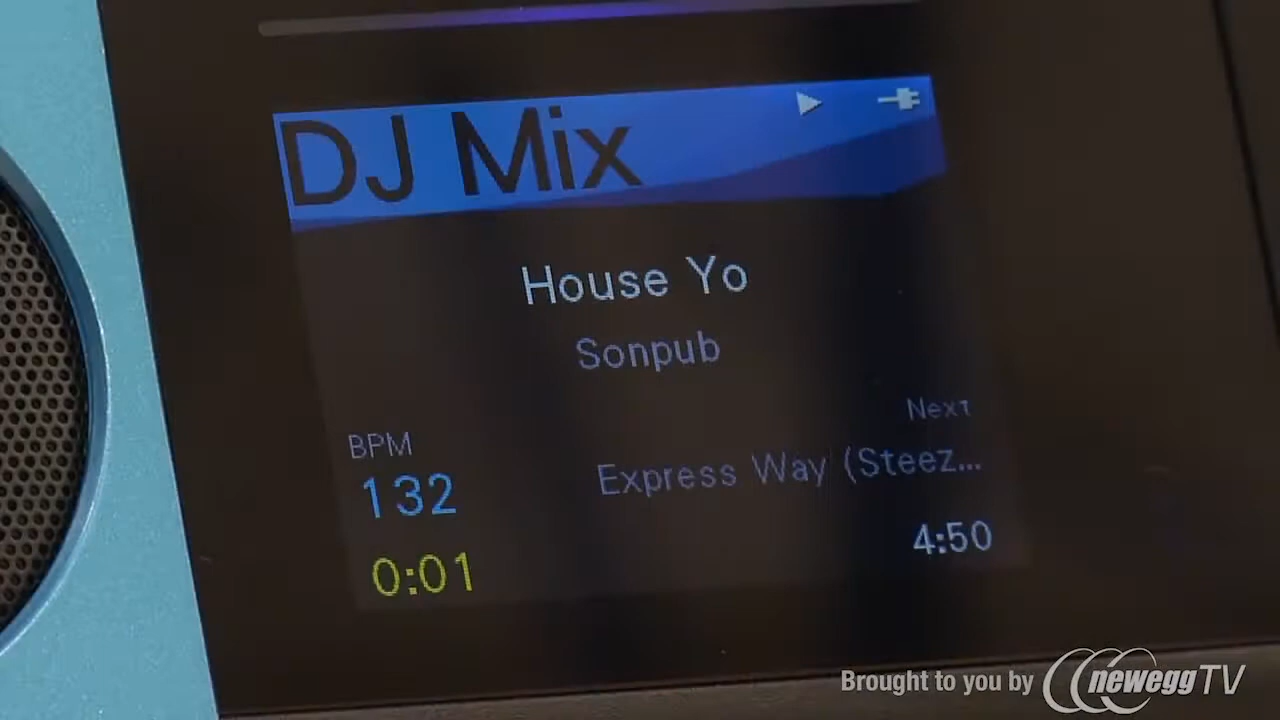 DJ Mix
House Yo
Sonpub
Next
BPM
Express Way (Steez...
132
4:50
0:01
Brought to you by neweggTV